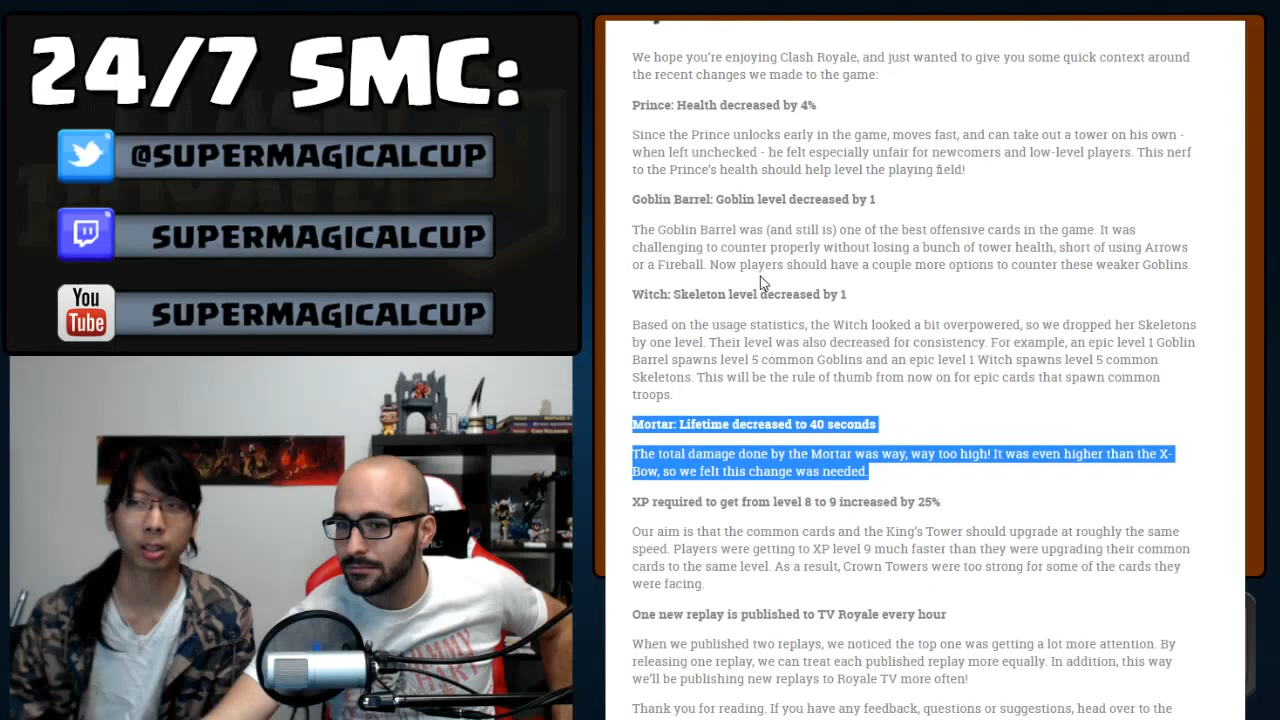 24/7 SMC:
@SUPERMAGICALCUP
SUPERMAGICALCUP
You
Tube
SUPERMAGICALCUP
We hope you're enjoying Clash Royale, and just wanted to give you some quick context around
the recent changes we made to the game:
Prince: Health decreased by 4%
Since the Prince unlocks early in the game, moves fast, and can take out a tower on his own -
when left unchecked - he felt especially unfair for newcomers and low-level players. This nerf
to the Prince's health should help level the playing field!
Goblin Barrel: Goblin level decreased by 1
The Goblin Barrel was (and still is) one of the best offensive cards in the game. It was
challenging to counter properly without losing a bunch of tower health, short of using Arrows
or a Fireball. Now players should have a couple more options to counter these weaker Goblins.
Witch: Skeleton level decreased by 1
Based on the usage statistics, the Witch looked a bit overpowered, so we dropped her Skeletons
by one level. Their level was also decreased for consistency. For example, an epic level 1 Goblin
Barrel spawns level 5 common Goblins and an epic level 1 Witch spawns level 5 common
Skeletons. This will be the rule of thumb from now on for epic cards that spawn common
troops.
Mortar: Lifetime decreased to 40 seconds
The total damage done by the Mortar was way, way too high! It was even higher than the X-
Bow, so we felt this change was needed.
XP required to get from level 8 to 9 increased by 25%
Our aim is that the common cards and the King's Tower should upgrade at roughly the same
speed. Players were getting to XP level 9 much faster than they were upgrading their common
cards to the same level. As a result, Crown Towers were too strong for some of the cards they
were facing.
One new replay is published to TV Royale every hour
When we published two replays, we noticed the top one was getting a lot more attention. By
releasing one replay, we can treat each published replay more equally. In addition, this way
we'll be publishing new replays to Royale TV more often!
Thank you for reading. If you have any feedback, questions or suggestions, head over to the